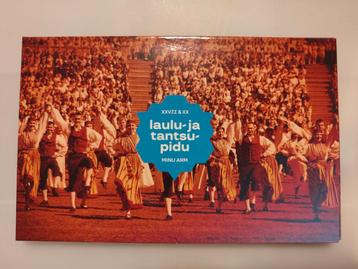 XXVII & XX
laulu- ja
tantsu-
pidu
MINU ARM